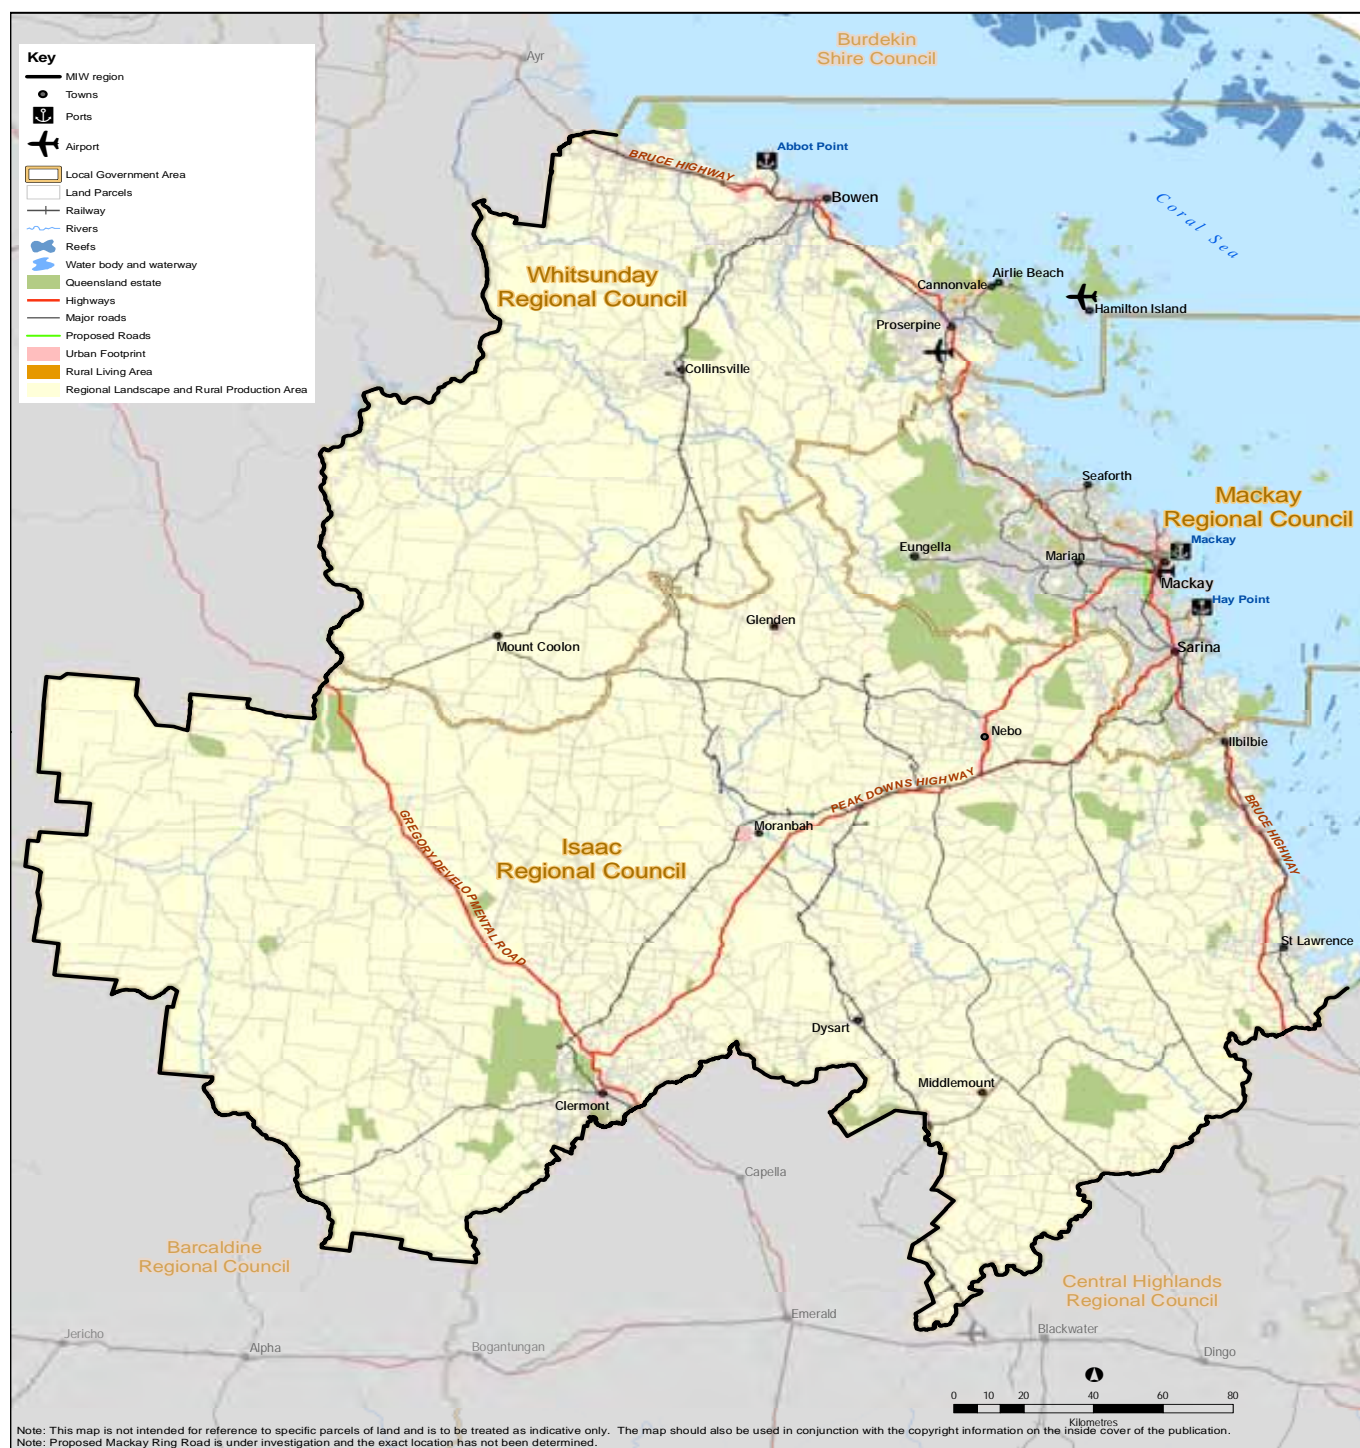 Key
MIW region
Towns
Ports
Airport
Local Government Area
Land Parcels
Railway
Rivers
Reefs
Water body and waterway
Queensland estate
Highways
Major roads
Proposed Roads
Urban Footprint
Rural Living Area
Regional Landscape and Rural Production Area
Burdekin
Shire Council
Ayr
Abbot Point
BRUCE HIGHWAY
Bowen
Coral Sea
Whitsunday
Regional Council
Airlie Beach
Cannonvale
Hamilton Island
Proserpine
Collinsville
Seaforth
Mackay
Regional Council
Mackay
Eungella
Marian
Mackay
Hay Point
Glenden
Mount Coolon
Sarina
Nebo
Ilbilbie
PEAK DOWNS HIGHWAY
BRUCE HIGHWAY
GREGORY DEVELOPMENTAL ROAD
Moranbah
Isaac
Regional Council
St Lawrence
Dysart
Middlemount
Clermont
Capella
Barcaldine
Regional Council
Central Highlands
Regional Council
Emerald
Blackwater
Jericho
Alpha
Bogantungan
Dingo
0 10 20 40 60 80
Kilometres
Note: This map is not intended for reference to specific parcels of land and is to be treated as indicative only. The map should also be used in conjunction with the copyright information on the inside cover of the publication.
Note: Proposed Mackay Ring Road is under investigation and the exact location has not been determined.